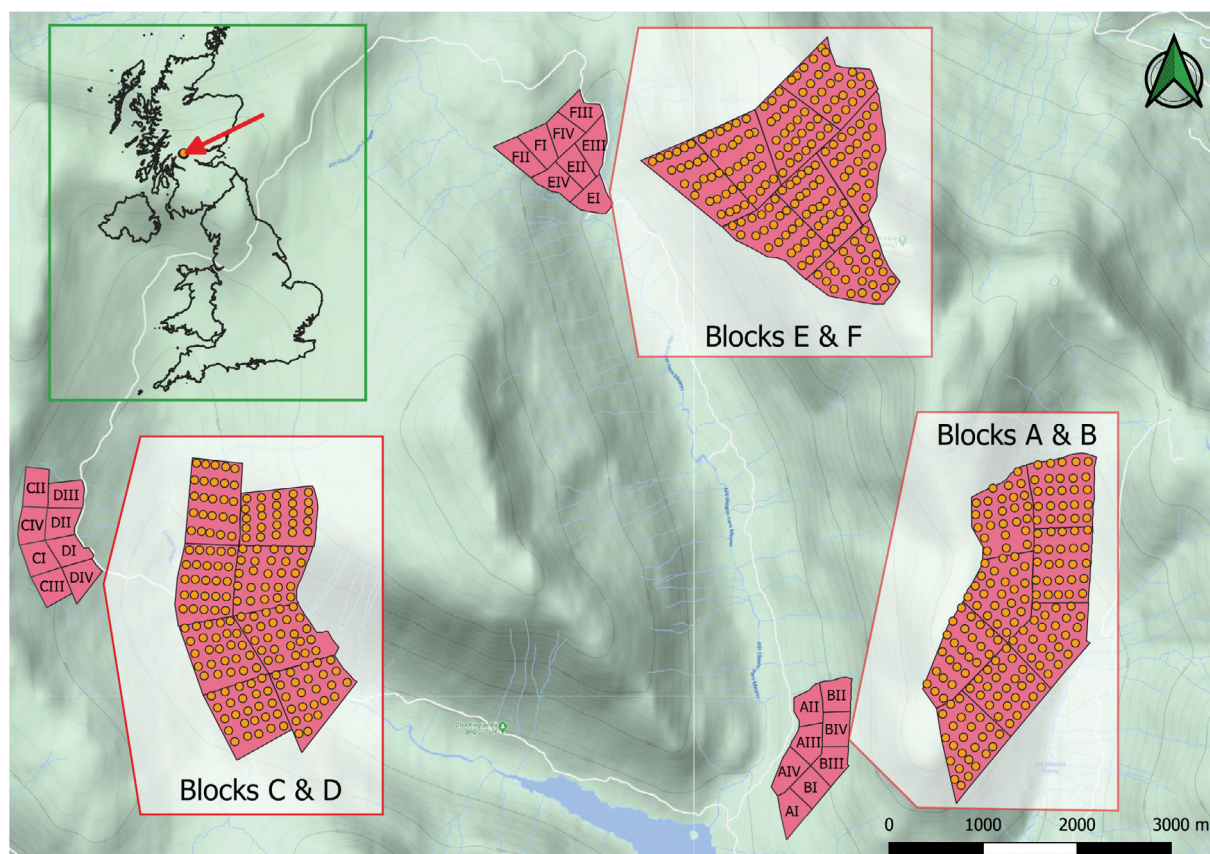 FIII
FIV
FI
EIII
FII
EII
EIV
EI
Blocks E & F
Blocks A & B
CII
DIII
CIV
DII
CI
DI
CIII
DIV
Blocks C & D
BII
AII
BIV
AIII
BIII
AIV
BI
AI
0 1000 2000 3000 m